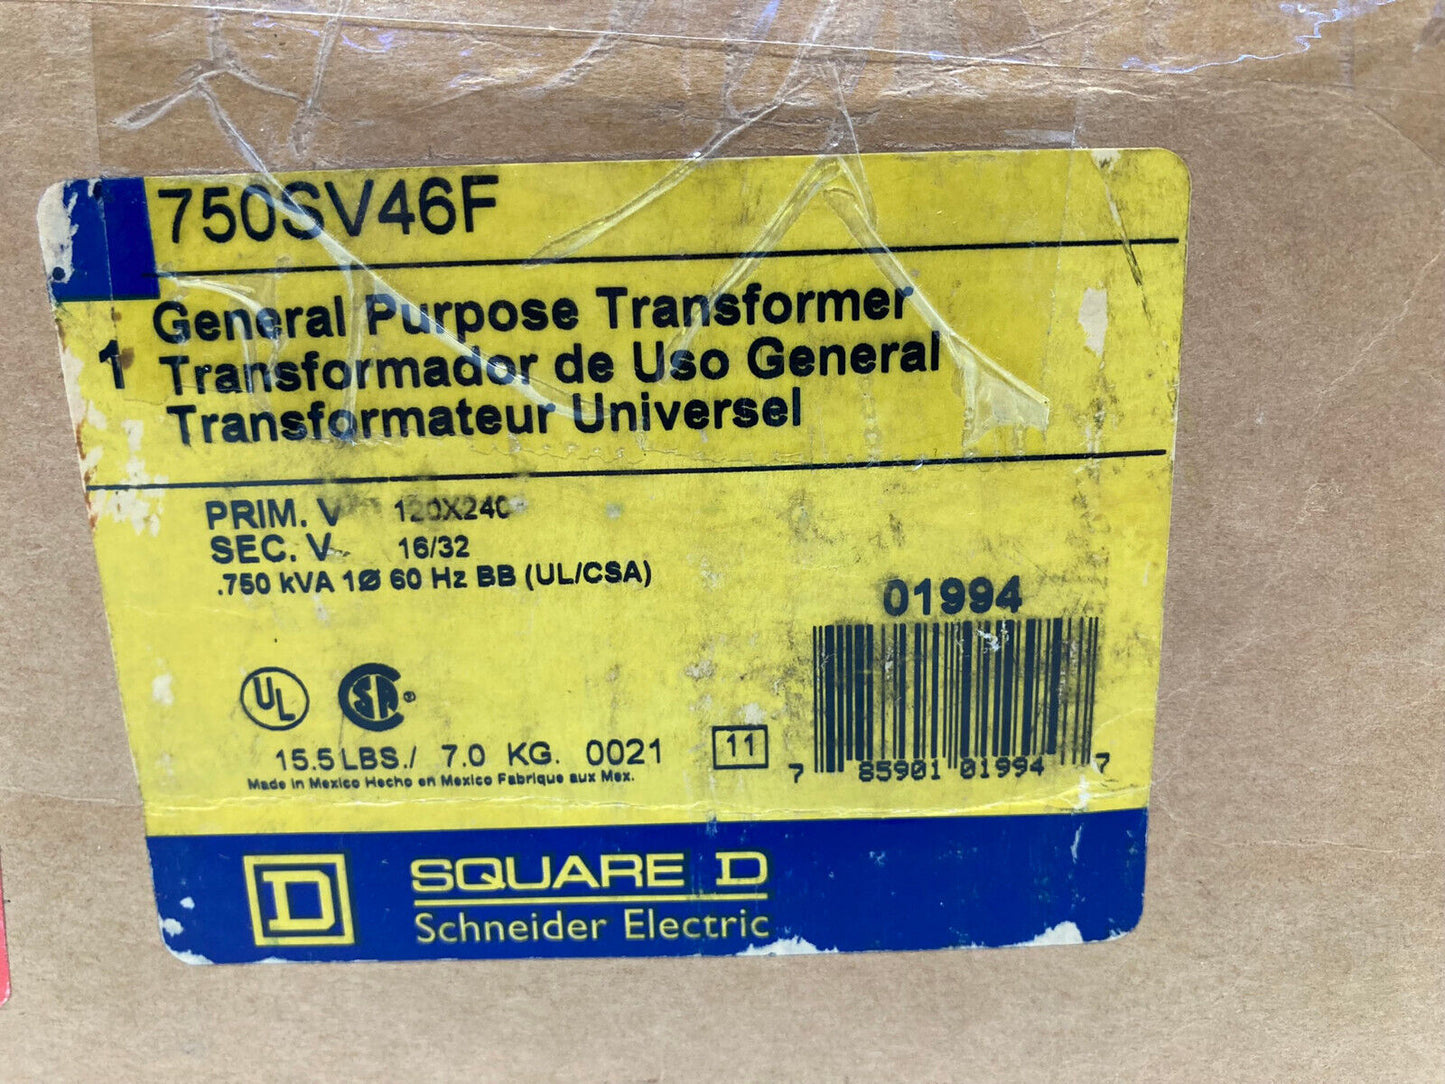 750SV46F
General Purpose Transformer
1 Transformador de Uso General
Transformateur Universel
PRIM. V 120X240
SEC. V 16/32
.750 kVA 1Ø 60 Hz BB (UL/CSA)
01994
UL SA ®
15.5 LBS./ 7.0 KG. 0021 11
7 85901 01994 7
Made in Mexico Hecho en Mexico Fabrique aux Mex.
D SQUARE D
Schneider Electric